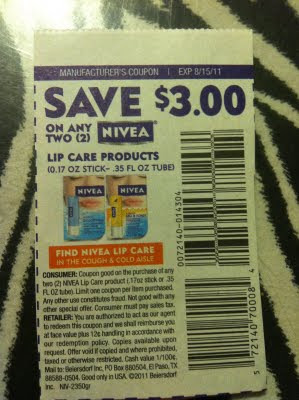 MANUFACTURER'S COUPON | EXP 8/15/11
SAVE $3.00
ON ANY
TWO (2) NIVEA
LIP CARE PRODUCTS
(0.17 OZ STICK- .35 FL OZ TUBE)
NIVEA NIVEA
FIND NIVEA LIP CARE
IN THE COUGH & COLD AISLE
CONSUMER: Coupon good on the purchase of any
two (2) NIVEA Lip Care product (.17oz stick or .35
FL oz tube). Limit one coupon per item purchased.
Any other use constitutes fraud. Not good with any
other special offer. Consumer must pay sales tax.
RETAILER: You are authorized to act as our agent
to redeem this coupon and we shall reimburse you
at face value plus 12¢ handling in accordance with
our redemption policy. Copies available upon
request. Offer void if copied and where prohibited,
taxed or otherwise restricted. Cash value 1/100¢.
Mail to: Beiersdorf Inc, PO Box 880504, El Paso, TX
88588-0504. Good only in USA. ©2011 Beiersdorf
Inc. NIV-2350gr
0072140-014304
5 72140 70008 4